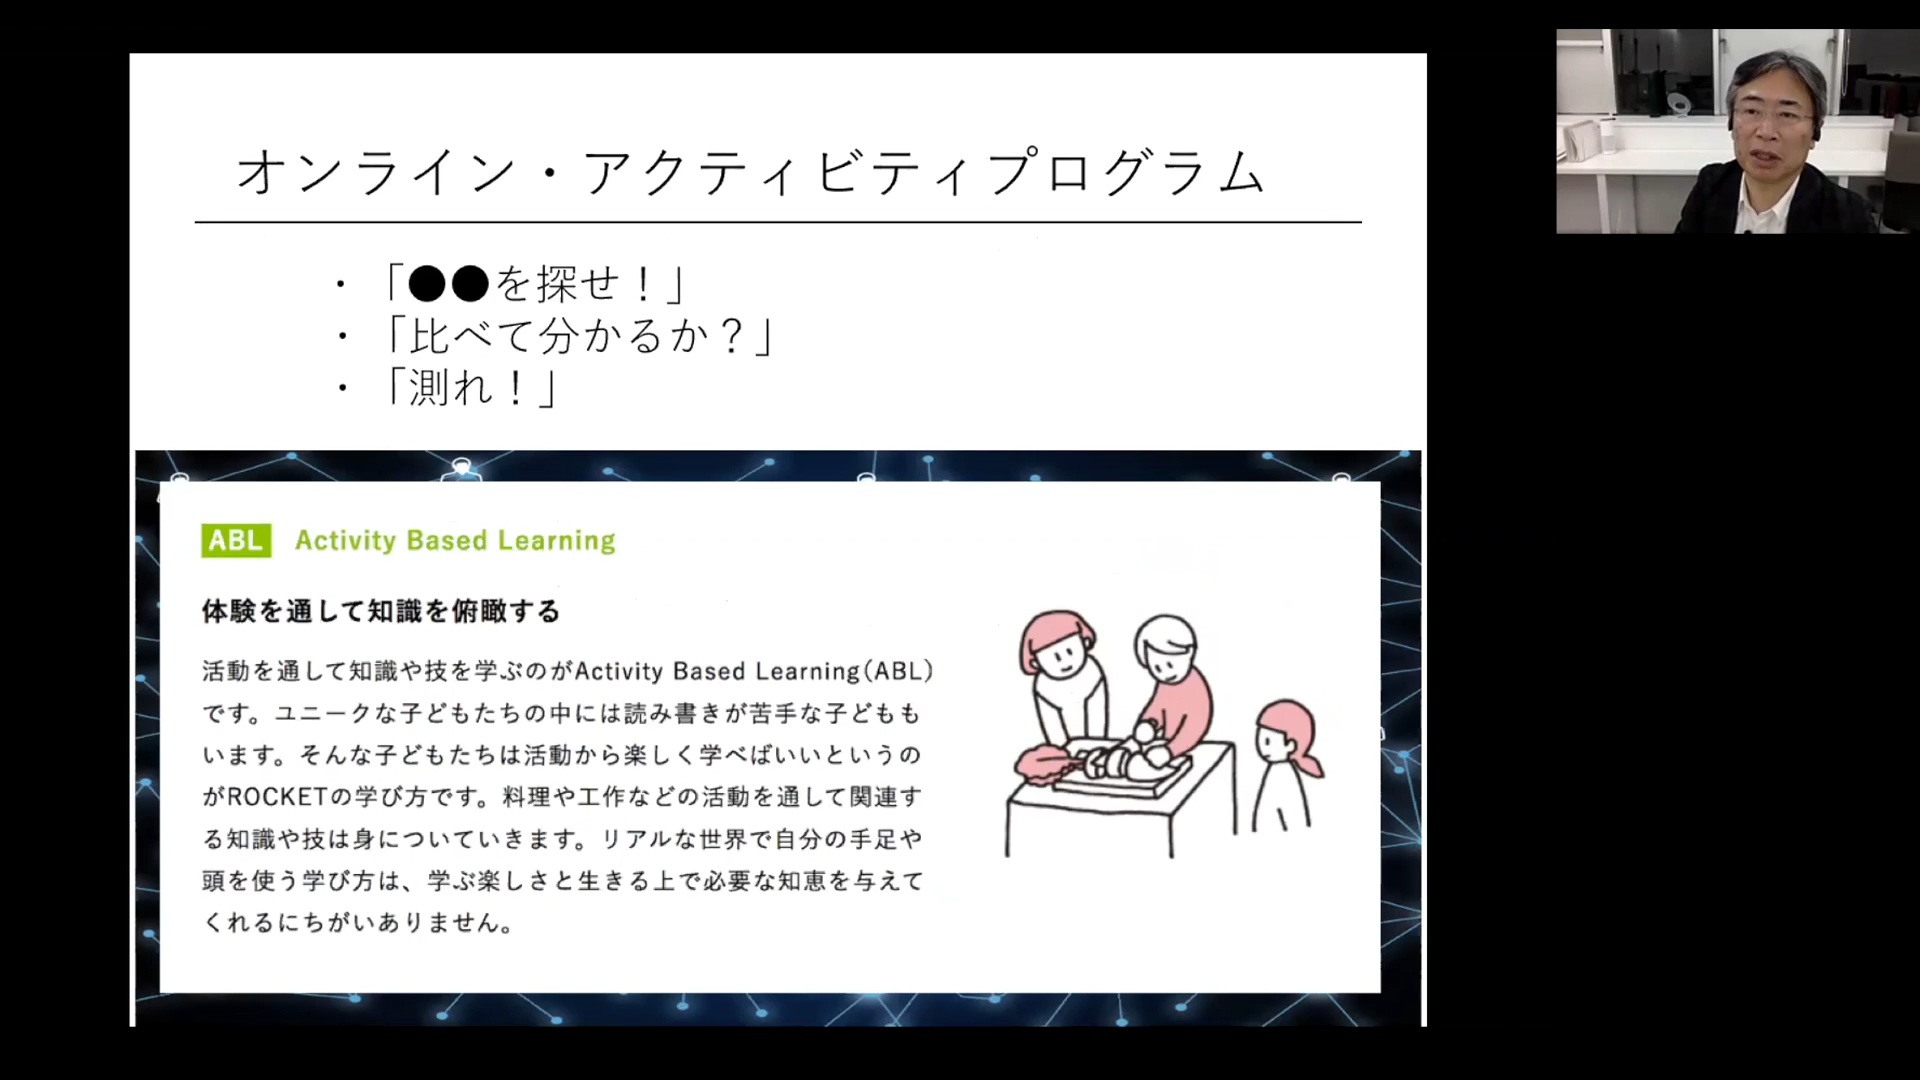 オンライン・アクティビティプログラム
・「●●を探せ！」
・「比べて分かるか？」
・「測れ！」
ABL Activity Based Learning
体験を通して知識を俯瞰する
活動を通して知識や技を学ぶのがActivity Based Learning(ABL)
です。ユニークな子どもたちの中には読み書きが苦手な子どもも
います。そんな子どもたちは活動から楽しく学べばいいというの
がROCKETの学び方です。料理や工作などの活動を通して関連す
る知識や技は身についていきます。リアルな世界で自分の手足や
頭を使う学び方は、学ぶ楽しさと生きる上で必要な知恵を与えて
くれるにちがいありません。